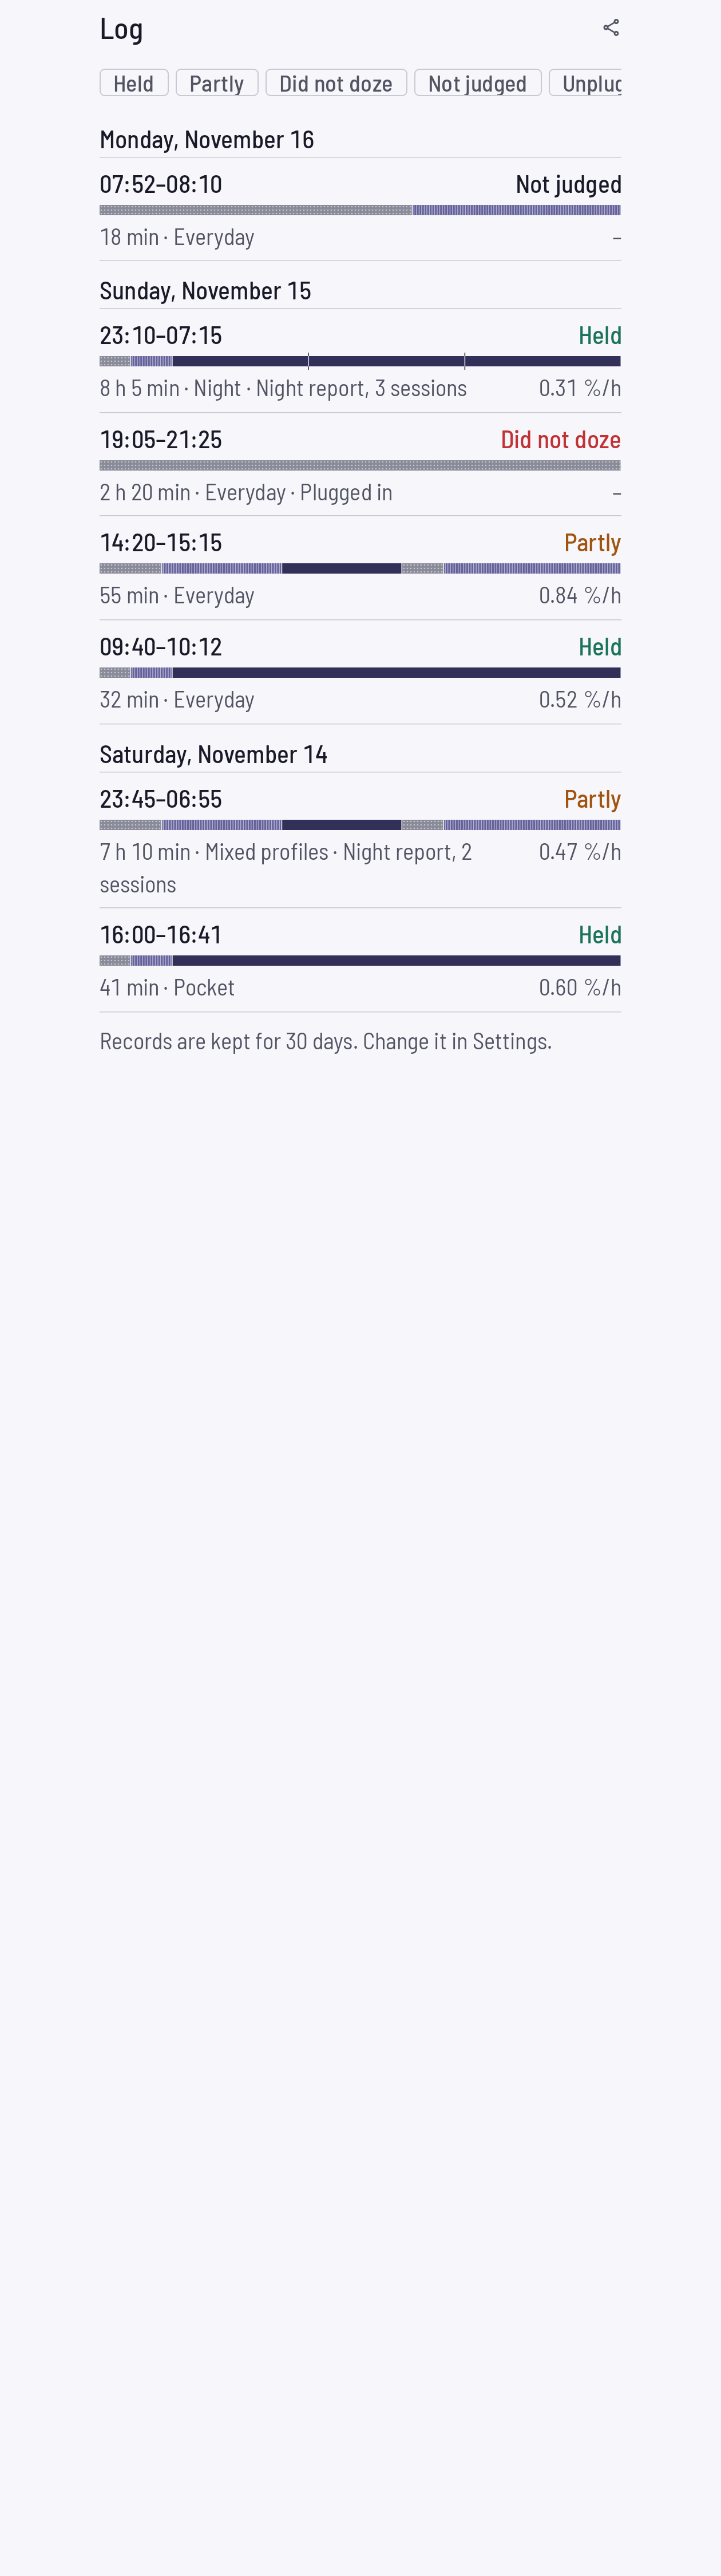 Log
Held
Partly
Did not doze
Not judged
Unplug
Monday, November 16
07:52–08:10
Not judged
18 min · Everyday
–
Sunday, November 15
23:10–07:15
Held
8 h 5 min · Night · Night report, 3 sessions
0.31 %/h
19:05–21:25
Did not doze
2 h 20 min · Everyday · Plugged in
–
14:20–15:15
Partly
55 min · Everyday
0.84 %/h
09:40–10:12
Held
32 min · Everyday
0.52 %/h
Saturday, November 14
23:45–06:55
Partly
7 h 10 min · Mixed profiles · Night report, 2
sessions
0.47 %/h
16:00–16:41
Held
41 min · Pocket
0.60 %/h
Records are kept for 30 days. Change it in Settings.